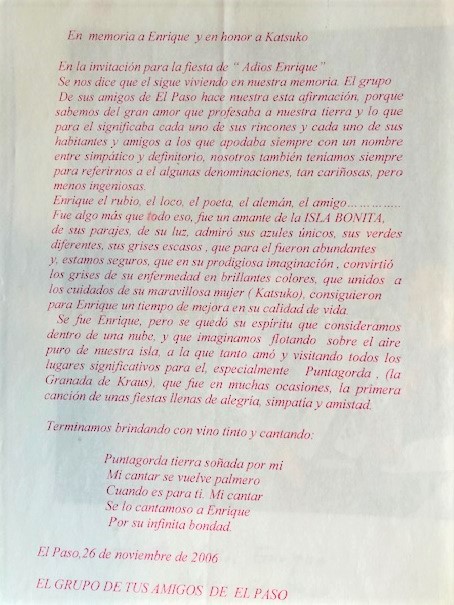 En memoria a Enrique y en honor a Katsuko
En la invitación para la fiesta de “ Adios Enrique ”
Se nos dice que el sigue viviendo en nuestra memoria. El grupo
De sus amigos de El Paso hace nuestra esta afirmación, porque
sabemos del gran amor que profesaba a nuestra tierra y lo que
para el significaba cada uno de sus rincones y cada uno de sus
habitantes y amigos a los que apodaba siempre con un nombre
entre simpático y definitorio, nosotros también teníamos siempre
para referirnos a el algunas denominaciones, tan cariñosas, pero
menos ingeniosas.
Enrique el rubio, el loco, el poeta, el alemán, el amigo……………
Fue algo más que todo eso, fue un amante de la ISLA BONITA,
de sus parajes, de su luz, admiró sus azules únicos, sus verdes
diferentes, sus grises escasos , que para el fueron abundantes
y, estamos seguros, que en su prodigiosa imaginación , convirtió
los grises de su enfermedad en brillantes colores, que unidos a
los cuidados de su maravillosa mujer ( Katsuko), consiguieron
para Enrique un tiempo de mejora en su calidad de vida.
Se fue Enrique, pero se quedó su espíritu que consideramos
dentro de una nube, y que imaginamos flotando sobre el aire
puro de nuestra isla, a la que tanto amó y visitando todos los
lugares significativos para el, especialmente Puntagorda , (la
Granada de Kraus), que fue en muchas ocasiones, la primera
canción de unas fiestas llenas de alegría, simpatía y amistad.
Terminamos brindando con vino tinto y cantando:
Puntagorda tierra soñada por mi
Mi cantar se vuelve palmero
Cuando es para ti. Mi cantar
Se lo cantamoso a Enrique
Por su infinita bondad.
El Paso,26 de noviembre de 2006
EL GRUPO DE TUS AMIGOS DE EL PASO